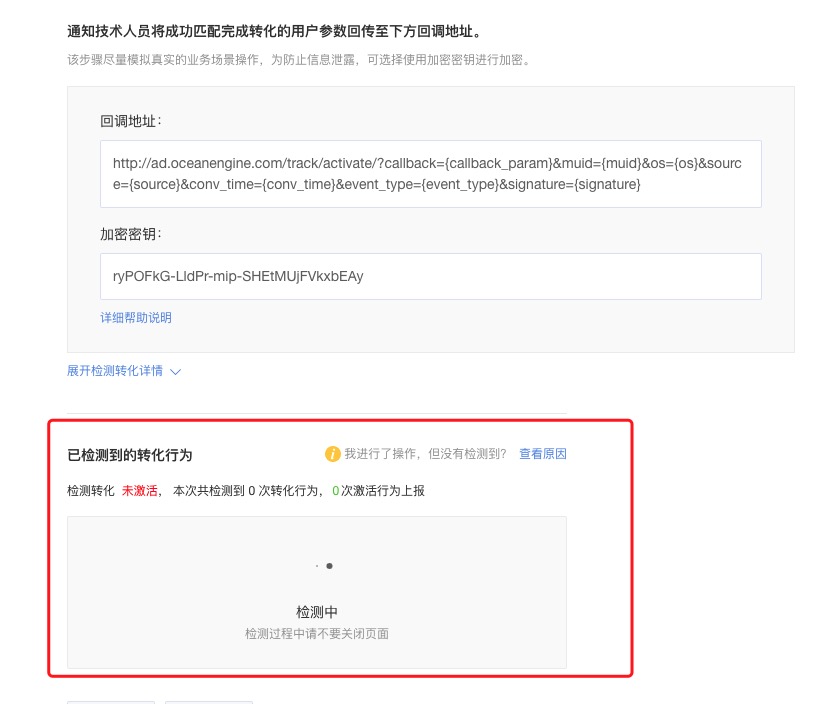 通知技术人员将成功匹配完成转化的用户参数回传至下方回调地址。
该步骤尽量模拟真实的业务场景操作，为防止信息泄露，可选择使用加密密钥进行加密。
回调地址：
http://ad.oceanengine.com/track/activate/?callback={callback_param}&muid={muid}&os={os}&sourc
e={source}&conv_time={conv_time}&event_type={event_type}&signature={signature}
加密密钥：
ryPOFkG-LldPr-mip-SHEtMUjFVkxbEAy
详细帮助说明
展开检测转化详情
已检测到的转化行为 我进行了操作，但没有检测到？ 查看原因
检测转化 未激活， 本次共检测到 0 次转化行为，0次激活行为上报
检测中
检测过程中请不要关闭页面